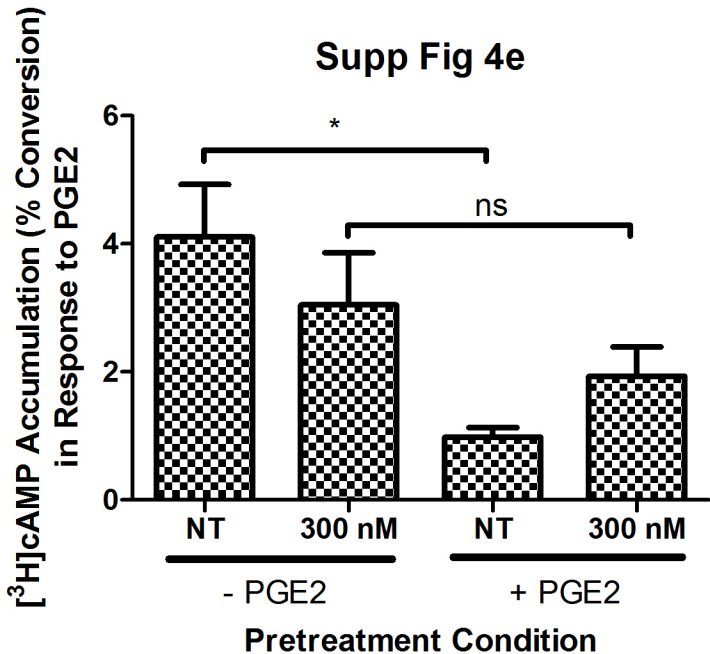 Supp Fig 4e
[³H]cAMP Accumulation (% Conversion)
in Response to PGE2
6
4
2
0
*
ns
NT 300 nM NT 300 nM
- PGE2 + PGE2
Pretreatment Condition